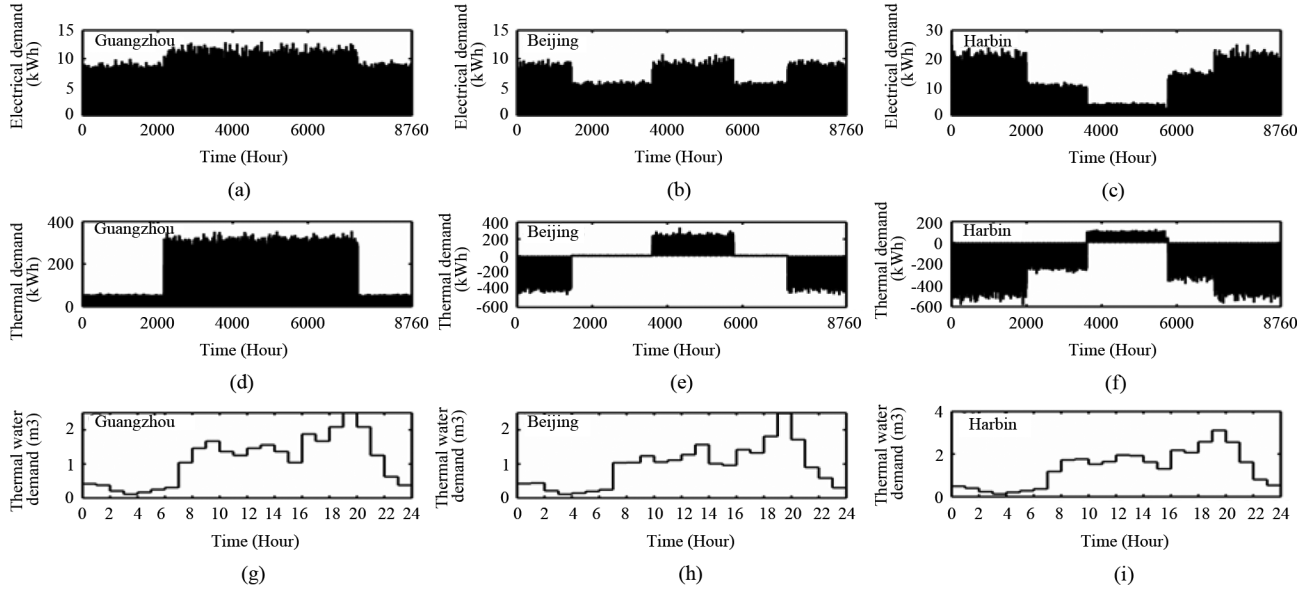 Electrical demand
(kWh)
15
10
5
0
Guangzhou
0 2000 4000 6000 8760
Time (Hour)
(a)
Electrical demand
(kWh)
15
10
5
0
Beijing
0 2000 4000 6000 8760
Time (Hour)
(b)
Electrical demand
(kWh)
30
20
10
0
Harbin
0 2000 4000 6000 8760
Time (Hour)
(c)
Thermal demand
(kWh)
400
200
0
Guangzhou
0 2000 4000 6000 8760
Time (Hour)
(d)
Thermal demand
(kWh)
400
200
0
-200
-400
-600
Beijing
0 2000 4000 6000 8760
Time (Hour)
(e)
Thermal demand
(kWh)
200
0
-200
-400
-600
Harbin
0 2000 4000 6000 8760
Time (Hour)
(f)
Thermal water
demand (m3)
2
1
0
Guangzhou
0 2 4 6 8 10 12 14 16 18 20 22 24
Time (Hour)
(g)
Thermal water
demand (m3)
2
1
0
Beijing
0 2 4 6 8 10 12 14 16 18 20 22 24
Time (Hour)
(h)
Thermal water
demand (m3)
4
2
0
Harbin
0 2 4 6 8 10 12 14 16 18 20 22 24
Time (Hour)
(i)